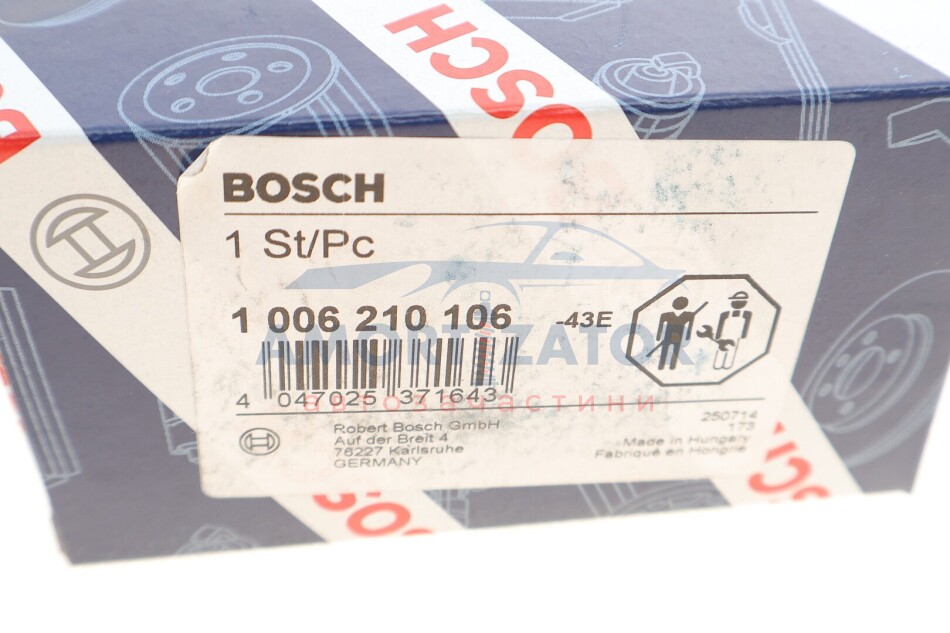 BOSCH
BOSCH
1 St/Pc
1 006 210 106 -43E
AMORTIZATOR
4 047025 371643
автозапчастини
Robert Bosch GmbH
Auf der Breit 4
76227 Karlsruhe
GERMANY
250714
173
Made in Hungary
Fabriqué en Hongrie